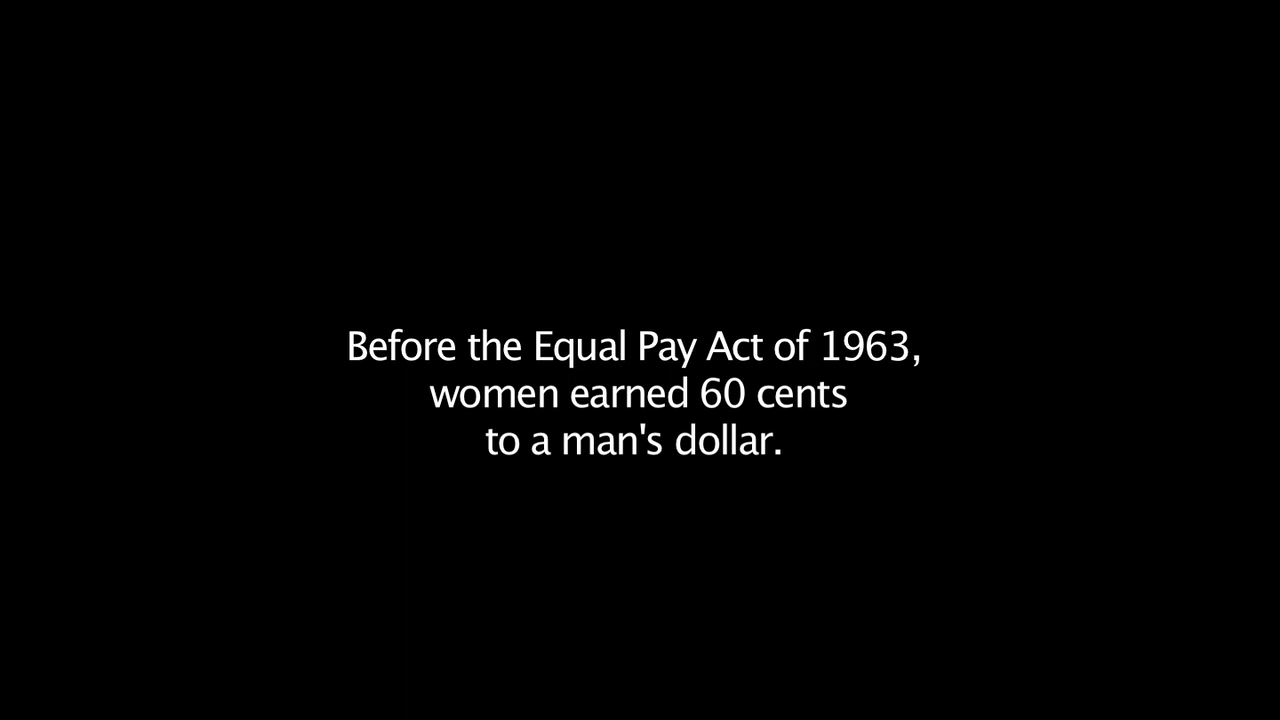 Before the Equal Pay Act of 1963,
women earned 60 cents
to a man's dollar.